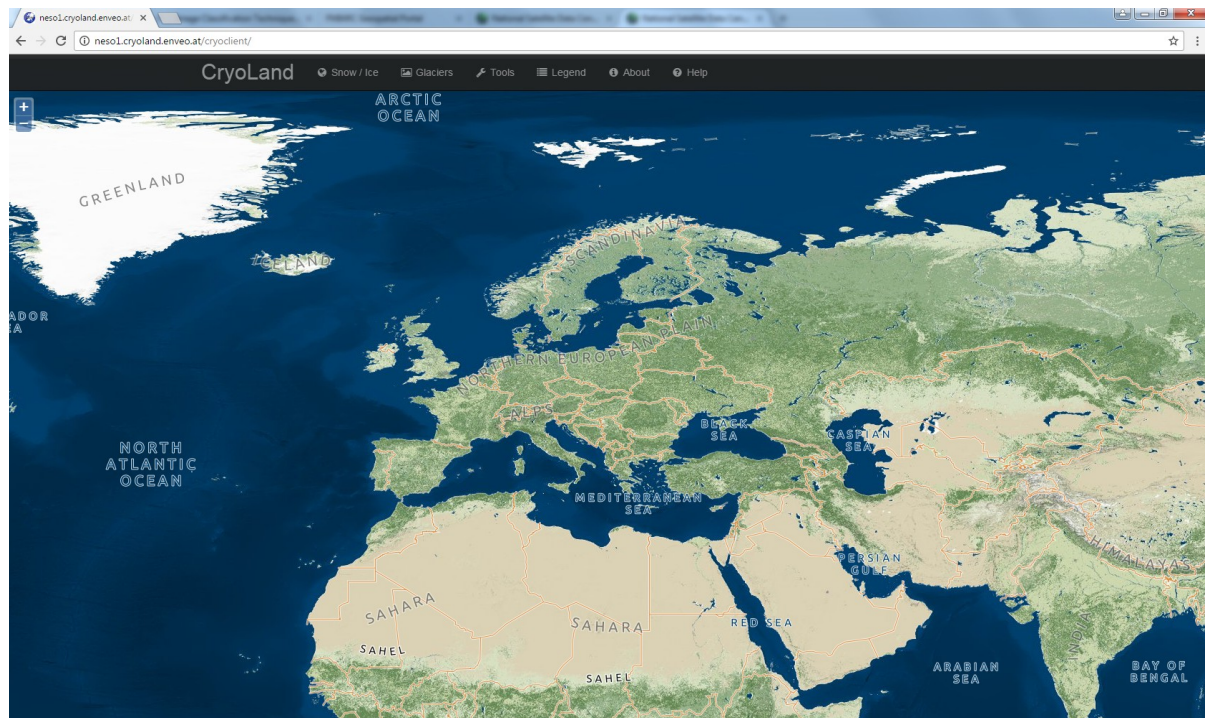 neso1.cryoland.enveo.at
neso1.cryoland.enveo.at/cryoclient/
CryoLand Snow / Ice Glaciers Tools Legend About Help
+
ARCTIC
OCEAN
GREENLAND
SCANDINAVIA
ICELAND
ADOR
EA
NORTHERN EUROPEAN PLAIN
ALPS
BLACK
SEA
CASPIAN
SEA
NORTH
ATLANTIC
OCEAN
MEDITERRANEAN
SEA
HIMALAYAS
PERSIAN
GULF
SAHARA
SAHARA
RED SEA
INDIA
SAHEL
ARABIAN
SEA
BAY OF
BENGAL
SAHEL